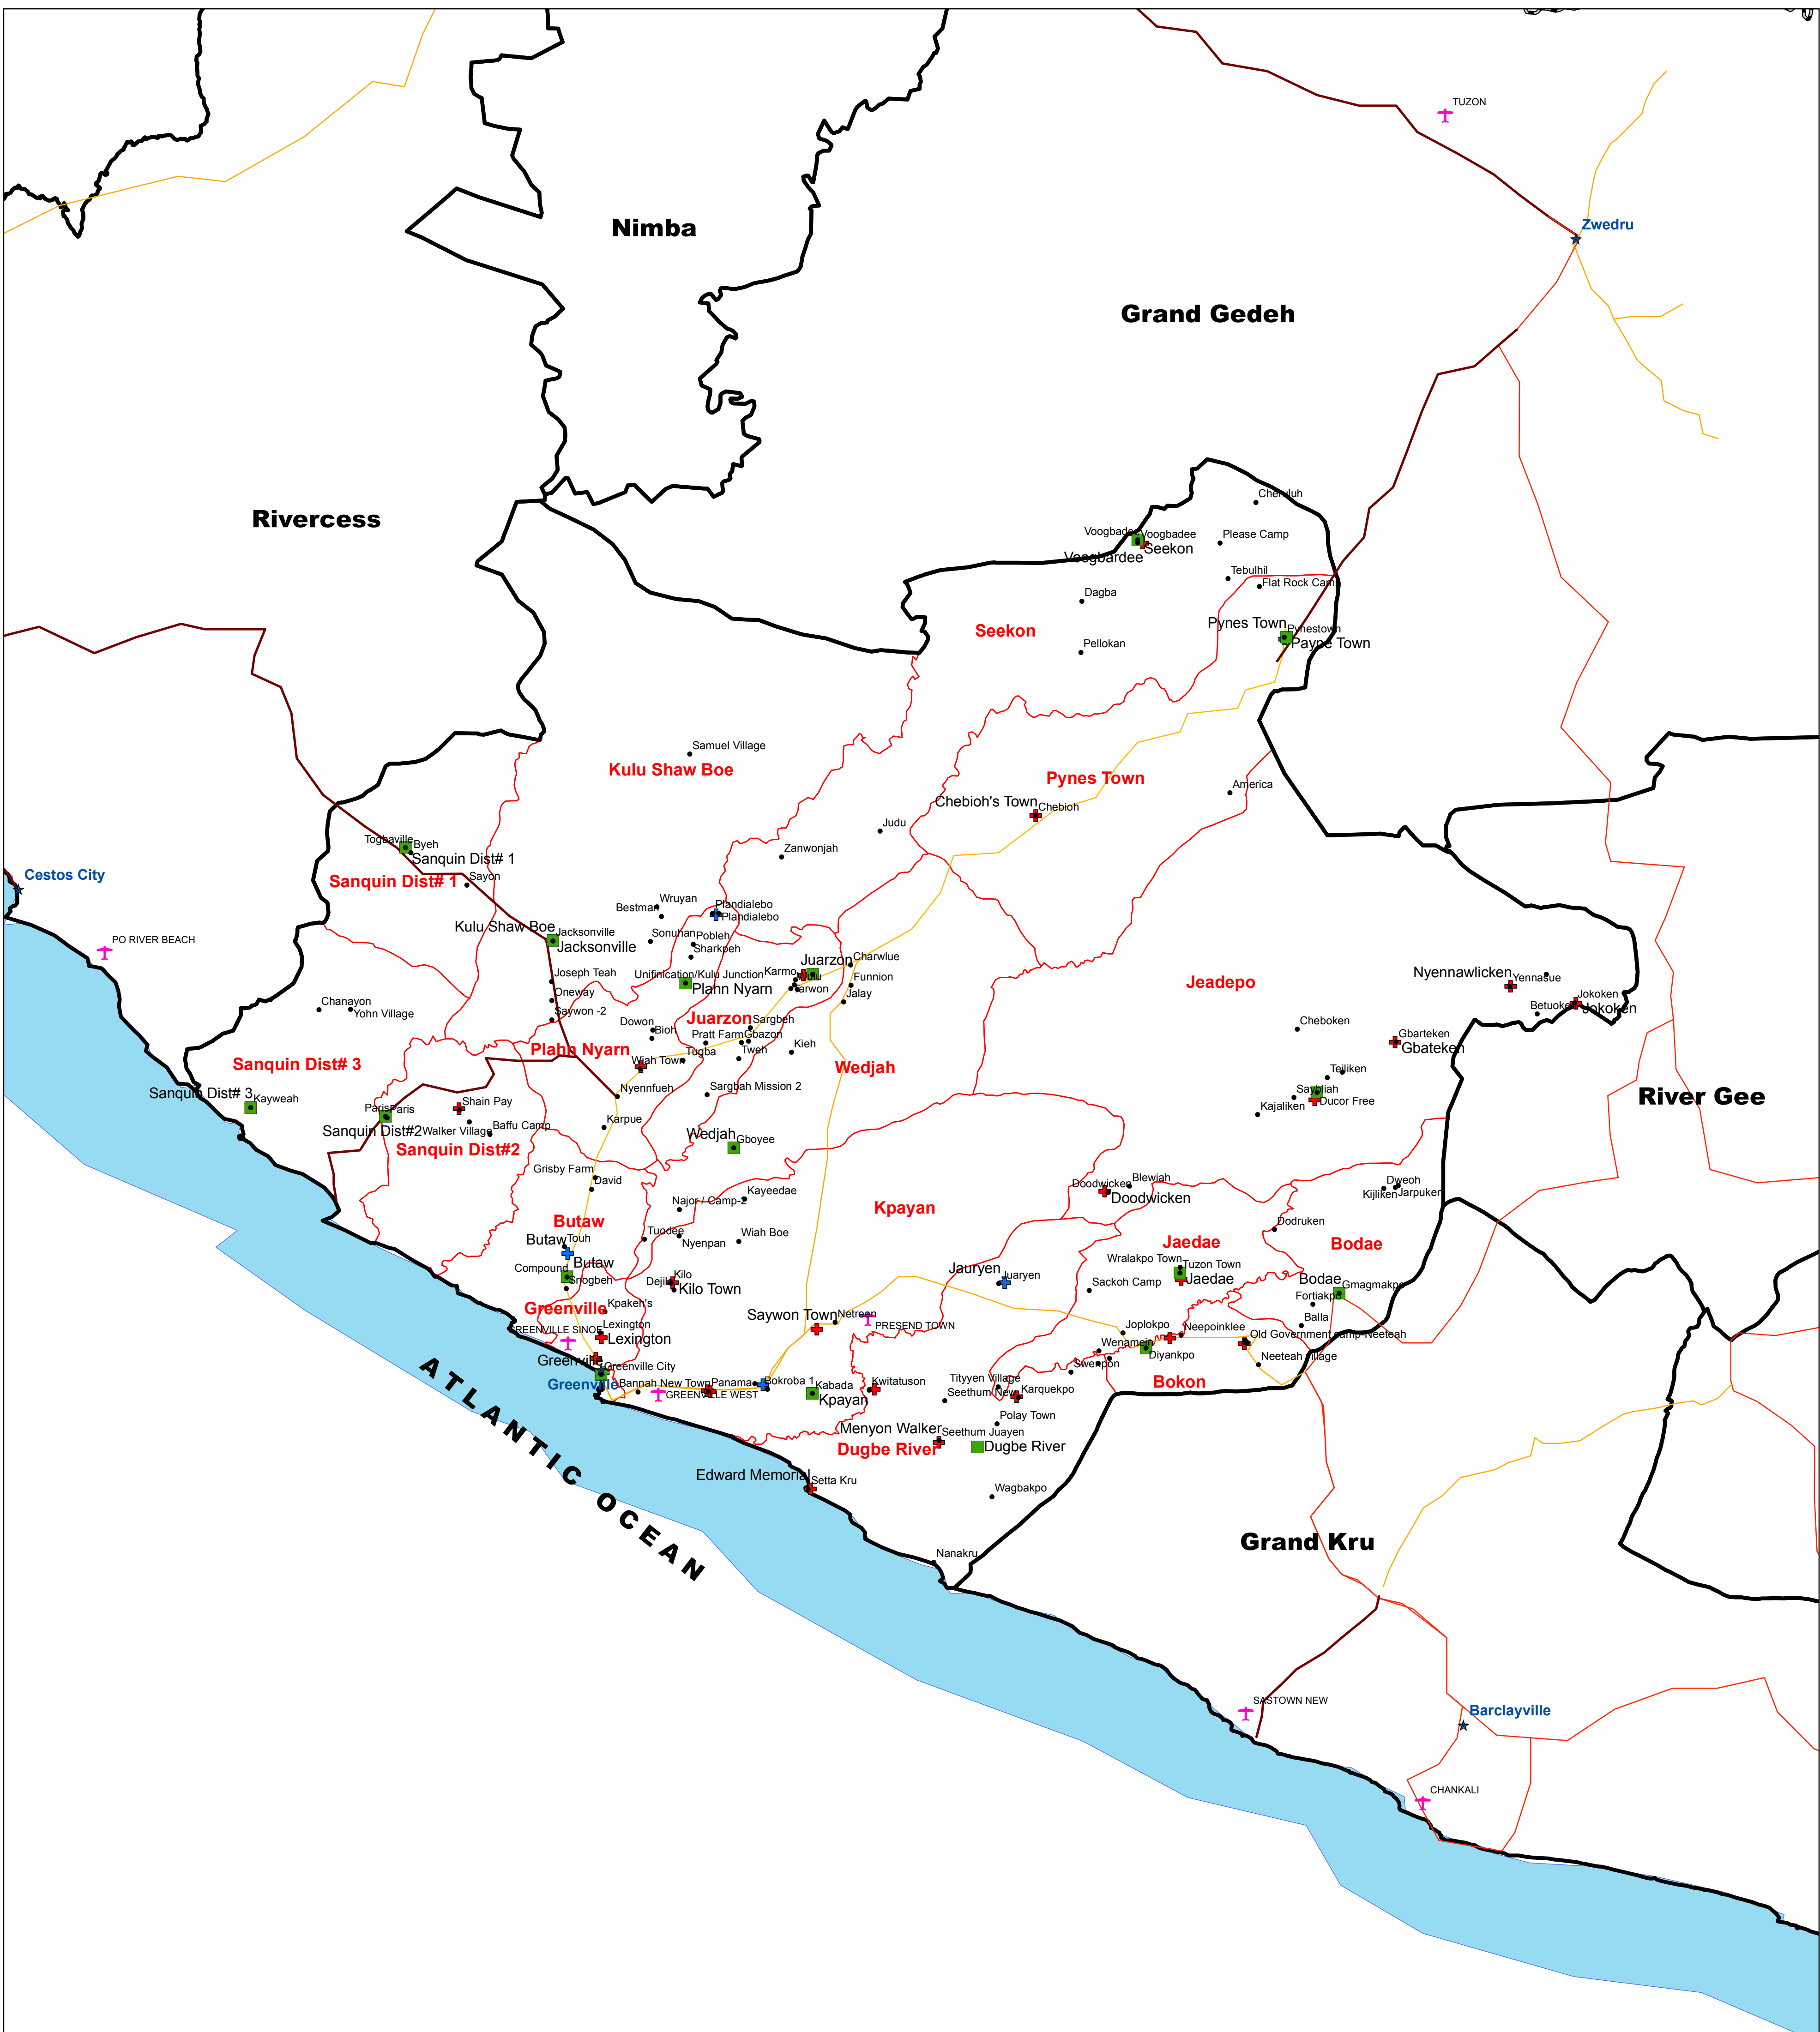 TUZON
Zwedru
Nimba
Grand Gedeh
Rivercess
Cheruluh
Voogbadee
Voogbadee
Seekon
Voogbardee
Please Camp
Tebulhil
Flat Rock Camp
Dagba
Seekon
Pynes Town
Pynestown
Payne Town
Pellokan
Samuel Village
Kulu Shaw Boe
Pynes Town
America
Chebioh's Town
Chebioh
Judu
Togbaville
Byeh
Sanquin Dist# 1
Zanwonjah
Sanquin Dist# 1
Sayon
Cestos City
Wruyan
Bestman
Plandialebo
Plandialebo
Kulu Shaw Boe
Jacksonville
Jacksonville
PO RIVER BEACH
Sonuhan
Pobleh
Sharkpeh
Juarzon
Charwlue
Joseph Teah
Unifinication/Kulu Junction
Karmo
Wulu
Funnion
Plahn Nyarn
Jarwon
Jalay
Jeadepo
Nyennawlicken
Yennasue
Jokoken
Jokoken
Betuoken
Oneway
Chanayon
Yohn Village
Saywon -2
Dowon
Bioh
Juarzon
Sargbeh
Pratt Farm
Gbazon
Cheboken
Gbarteken
Gbateken
Plahn Nyarn
Wiah Town
Tugba
Tweh
Kieh
Sanquin Dist# 3
Wedjah
Telliken
Sanquin Dist# 3
Kayweah
Nyennfueh
Sargbah Mission 2
Saybliah
Ducor Free
River Gee
Paris
Paris
Shain Pay
Kajaliken
Sanquin Dist#2
Walker Village
Baffu Camp
Karpue
Wedjah
Gboyee
Sanquin Dist#2
Grisby Farm
David
Doodwicken
Blewiah
Doodwicken
Dweoh
Kijliken
Jarpuken
Najor / Camp-2
Kayeedae
Kpayan
Butaw
Dodruken
Tuodee
Wiah Boe
Nyenpan
Jaedae
Bodae
Butaw
Touh
Butaw
Wralakpo Town
Tuzon Town
Jaedae
Compound
Snogbeh
Dejila
Kilo
Kilo Town
Jauryen
Juaryen
Sackoh Camp
Bodae
Gmagmakpo
Fortiakpo
Greenville
Kpaken's
Saywon Town
Netroen
PRESEND TOWN
Balla
GREENVILLE SINOE
Lexington
Lexington
Joplokpo
Neepoinklee
Old Government camp-Neeteah
Wenamein
Diyankpo
Greenville
Greenville City
Swenpon
Neeteah Village
Greenville
Bannah New Town
Panama
Bokroba 1
Kabada
Kwitatuson
Tityyen Village
Bokon
GREENVILLE WEST
Kpayan
Seethum New
Karquekpo
Polay Town
Menyon Walker
Seethum Juayen
Dugbe River
Dugbe River
Edward Memorial
Setta Kru
Wagbakpo
ATLANTIC OCEAN
Grand Kru
Nanakru
SASTOWN NEW
Barclayville
CHANKALI